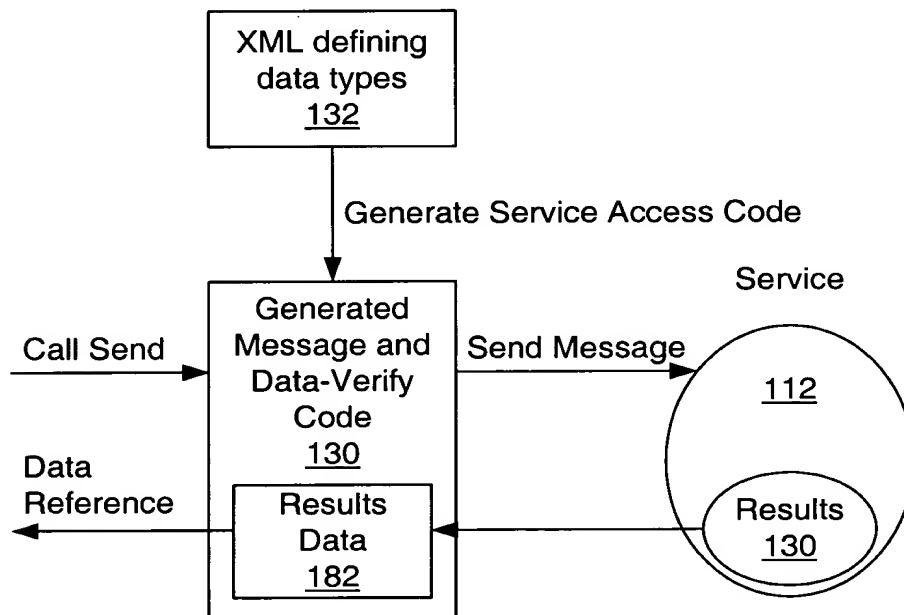 XML defining
data types
132
Generate Service Access Code
Service
Generated
Message and
Data-Verify
Code
130
Call Send
Send Message
112
Data
Reference
Results
Data
182
Results
130